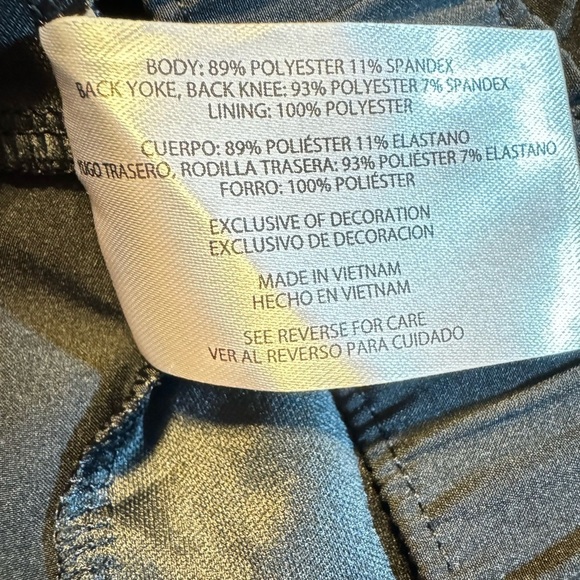 BODY: 89% POLYESTER 11% SPANDEX
BACK YOKE, BACK KNEE: 93% POLYESTER 7% SPANDEX
LINING: 100% POLYESTER
CUERPO: 89% POLIÉSTER 11% ELASTANO
YUGO TRASERO, RODILLA TRASERA: 93% POLIÉSTER 7% ELASTANO
FORRO: 100% POLIÉSTER
EXCLUSIVE OF DECORATION
EXCLUSIVO DE DECORACION
MADE IN VIETNAM
HECHO EN VIETNAM
SEE REVERSE FOR CARE
VER AL REVERSO PARA CUIDADO